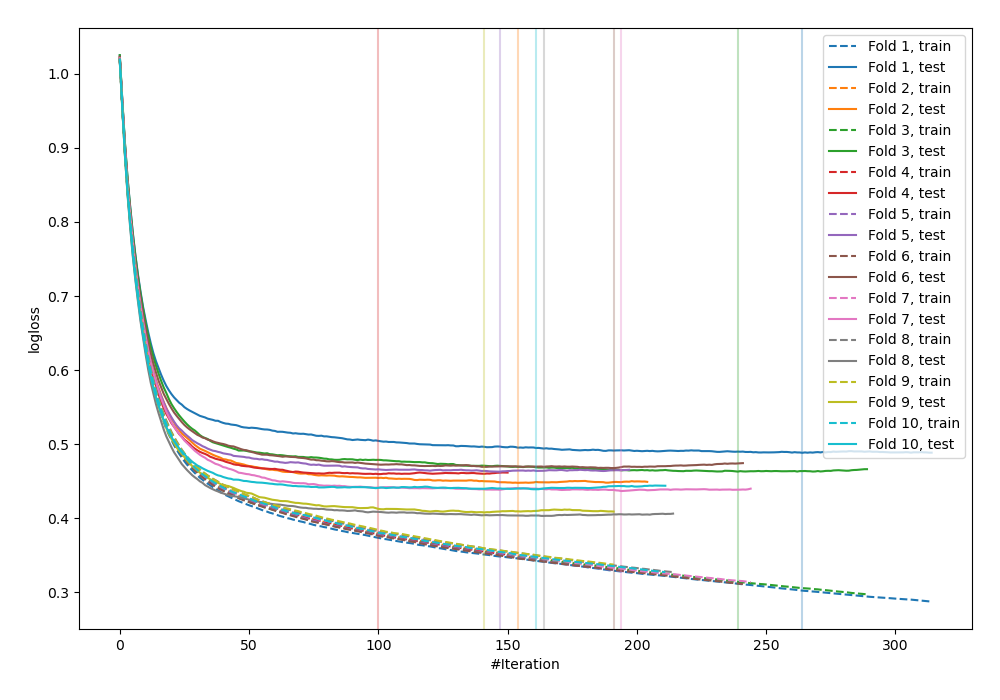 1.0
0.9
0.8
0.7
0.6
0.5
0.4
0.3
logloss
0
50
100
150
200
250
300
#Iteration
Fold 1, train
Fold 1, test
Fold 2, train
Fold 2, test
Fold 3, train
Fold 3, test
Fold 4, train
Fold 4, test
Fold 5, train
Fold 5, test
Fold 6, train
Fold 6, test
Fold 7, train
Fold 7, test
Fold 8, train
Fold 8, test
Fold 9, train
Fold 9, test
Fold 10, train
Fold 10, test